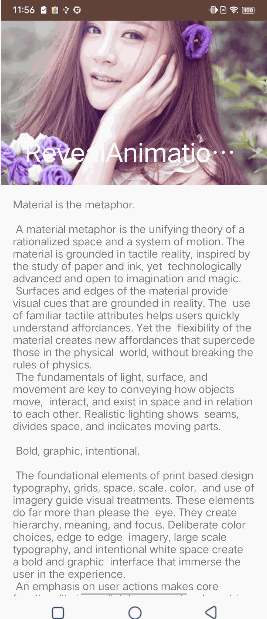 11:56
RevealAnimatio...
Material is the metaphor.
A material metaphor is the unifying theory of a
rationalized space and a system of motion. The
material is grounded in tactile reality, inspired by
the study of paper and ink, yet  technologically
advanced and open to imagination and magic.
Surfaces and edges of the material provide
visual cues that are grounded in reality. The  use
of familiar tactile attributes helps users quickly
understand affordances. Yet the  flexibility of the
material creates new affordances that supercede
those in the physical  world, without breaking the
rules of physics.
The fundamentals of light, surface, and
movement are key to conveying how objects
move,  interact, and exist in space and in relation
to each other. Realistic lighting shows  seams,
divides space, and indicates moving parts.
Bold, graphic, intentional.
The foundational elements of print based design
typography, grids, space, scale, color,  and use of
imagery guide visual treatments. These elements
do far more than please the  eye. They create
hierarchy, meaning, and focus. Deliberate color
choices, edge to edge  imagery, large scale
typography, and intentional white space create
a bold and graphic  interface that immerse the
user in the experience.
An emphasis on user actions makes core